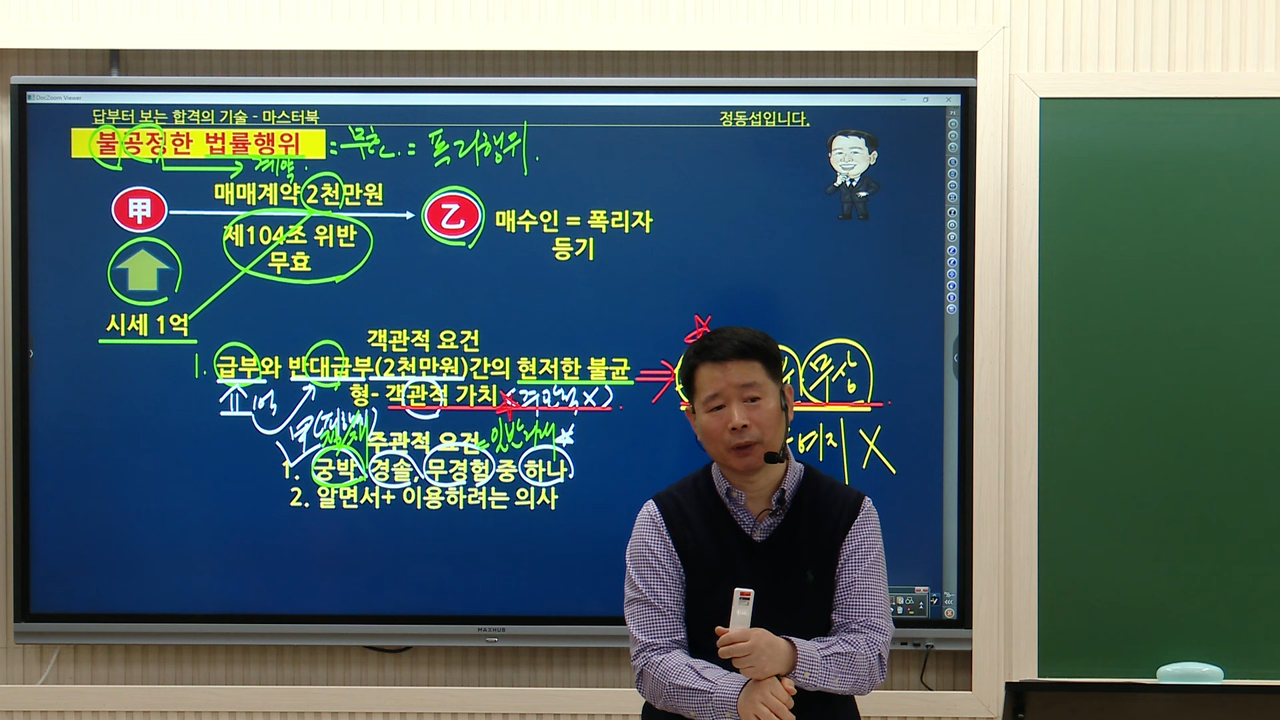 DocZoom Viewer
답부터 보는 합격의 기술 - 마스터북
정동섭입니다.
불공정한 법률행위 = 무효. = 폭리행위.
계약.
매매계약 2천만원
甲
乙
매수인 = 폭리자
등기
제104조 위반
무효
시세 1억
객관적 요건
1. 급부와 반대급부(2천만원)간의 현저한 불균
무상
형- 객관적 가치
주관적 요건
1. 궁박, 경솔, 무경험 중 하나
2. 알면서+ 이용하려는 의사
MAXHUB